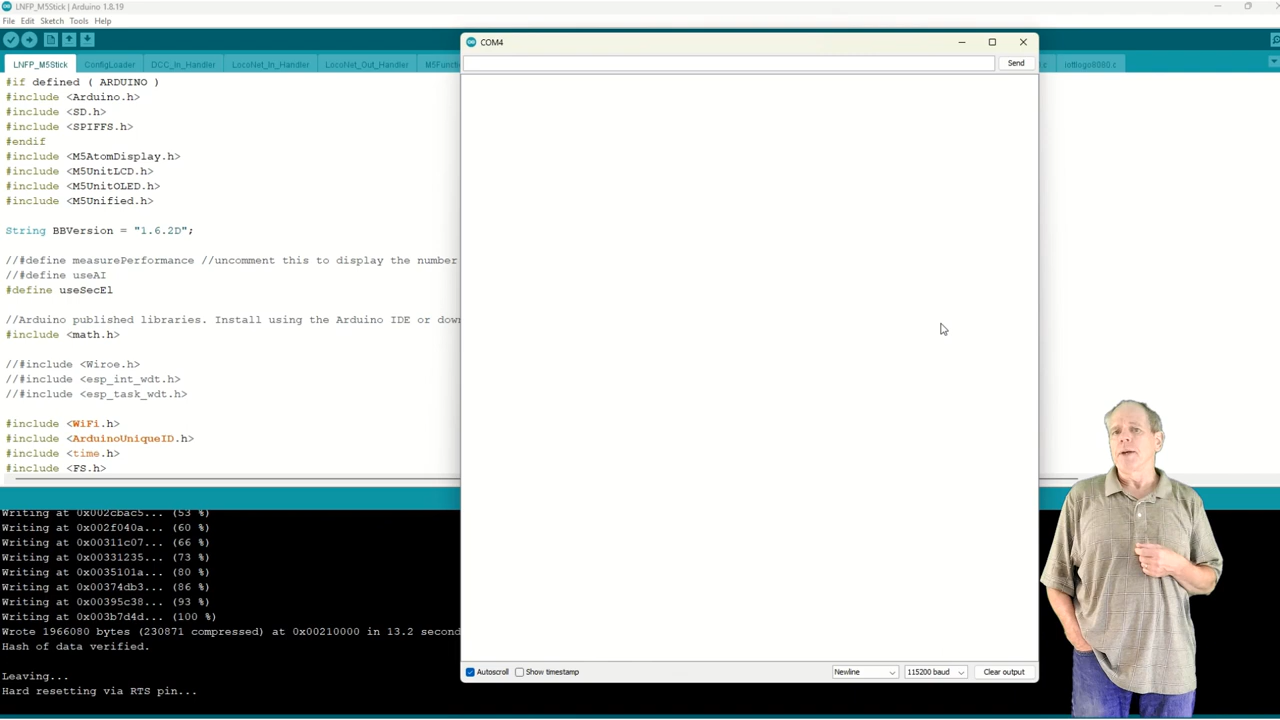 LNFP_M5Stick | Arduino 1.8.19
File Edit Sketch Tools Help
COM4
Send
LNFP_M5Stick ConfigLoader DCC_In_Handler LocoNet_In_Handler LocoNet_Out_Handler
#if defined ( ARDUINO )
#include <Arduino.h>
#include <SD.h>
#include <SPIFFS.h>
#endif
#include <M5AtomDisplay.h>
#include <M5UnitLCD.h>
#include <M5UnitOLED.h>
#include <M5Unified.h>
String BBVersion = "1.6.2D";
//#define measurePerformance //uncomment this to display the number
//#define useAI
#define useSecEl
//Arduino published libraries. Install using the Arduino IDE or dow
#include <math.h>
//#include <Wiroe.h>
//#include <esp_int_wdt.h>
//#include <esp_task_wdt.h>
#include <WiFi.h>
#include <ArduinoUniqueID.h>
#include <time.h>
#include <FS.h>
Writing at 0x002cbac5... (53 %)
Writing at 0x002f040a... (60 %)
Writing at 0x00311c07... (66 %)
Writing at 0x00331235... (73 %)
Writing at 0x0035101a... (80 %)
Writing at 0x00374db3... (86 %)
Writing at 0x00395c38... (93 %)
Writing at 0x003b7d4d... (100 %)
Wrote 1966080 bytes (230871 compressed) at 0x00210000 in 13.2 second
Hash of data verified.
Leaving...
Hard resetting via RTS pin...
Autoscroll Show timestamp Newline 115200 baud Clear output